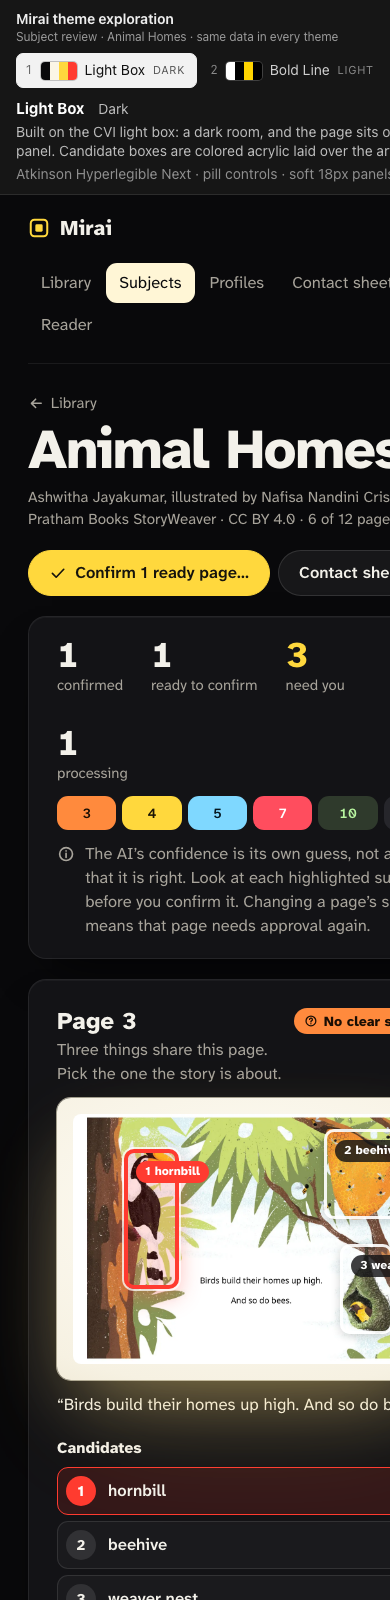 Mirai theme exploration
Subject review · Animal Homes · same data in every theme
1 Light Box DARK 2 Bold Line LIGHT
Light Box Dark
Built on the CVI light box: a dark room, and the page sits o
panel. Candidate boxes are colored acrylic laid over the ar
Atkinson Hyperlegible Next · pill controls · soft 18px panels
Mirai
Library Subjects Profiles Contact sheet
Reader
← Library
Animal Homes
Ashwitha Jayakumar, illustrated by Nafisa Nandini Cris
Pratham Books StoryWeaver · CC BY 4.0 · 6 of 12 page
Confirm 1 ready page... Contact she
1 1 3
confirmed ready to confirm need you
1
processing
3 4 5 7 10
The AI's confidence is its own guess, not a
that it is right. Look at each highlighted su
before you confirm it. Changing a page's s
means that page needs approval again.
Page 3 No clear s
Three things share this page.
Pick the one the story is about.
1 hornbill
2 beehiv
3 wea
Birds build their homes up high.
And so do bees.
“Birds build their homes up high. And so do b
Candidates
1 hornbill
2 beehive
3 weaver nest